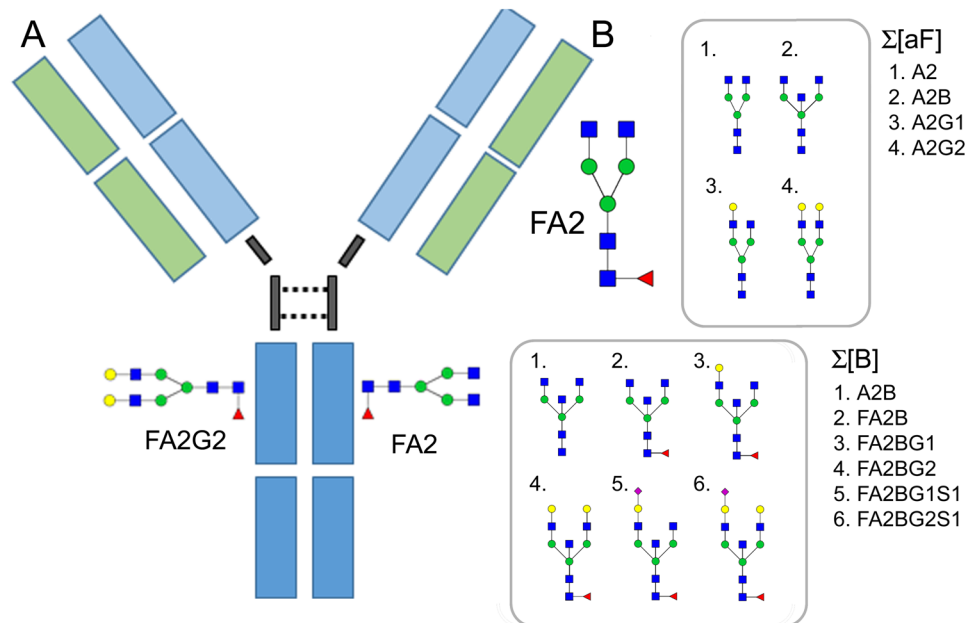 A
B
FA2
FA2G2
FA2
1.
2.
3.
4.
Σ[aF]
1. A2
2. A2B
3. A2G1
4. A2G2
1.
2.
3.
4.
5.
6.
Σ[B]
1. A2B
2. FA2B
3. FA2BG1
4. FA2BG2
5. FA2BG1S1
6. FA2BG2S1